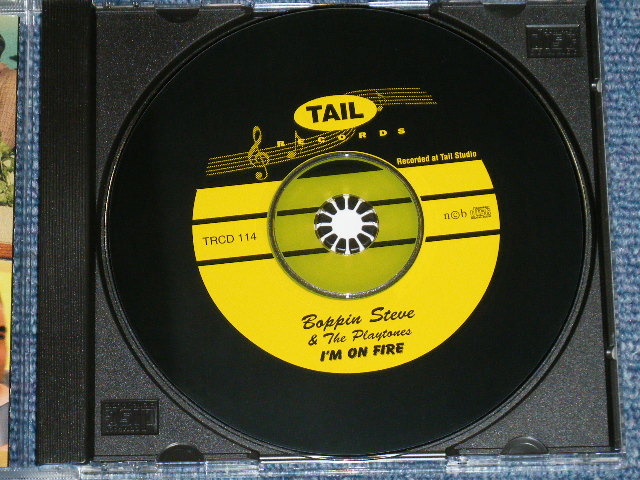 TAIL
RECORDS
Recorded at Tail Studio
TRCD 114
n©b
Boppin Steve
& The Playtones
I'M ON FIRE